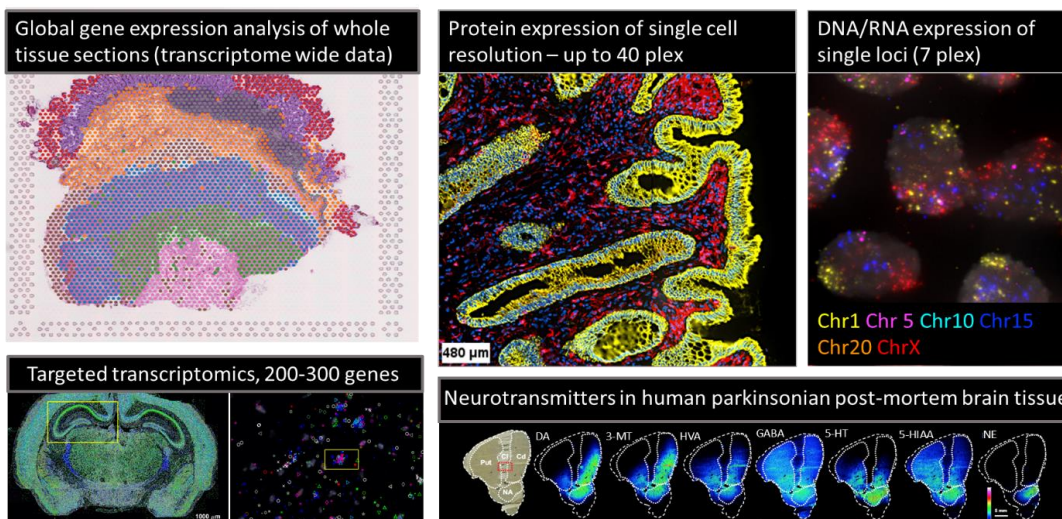 Global gene expression analysis of whole
tissue sections (transcriptome wide data)
Protein expression of single cell
resolution – up to 40 plex
480 µm
DNA/RNA expression of
single loci (7 plex)
Chr1 Chr 5 Chr10 Chr15
Chr20 ChrX
Targeted transcriptomics, 200-300 genes
1000 µm
Neurotransmitters in human parkinsonian post-mortem brain tissue
DA 3-MT HVA GABA 5-HT 5-HIAA NE
Put CI Cd
NA